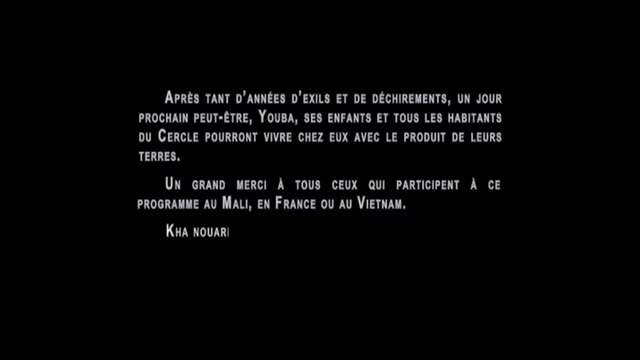 Après tant d'années d'exils et de déchirements, un jour
prochain peut-être, Youba, ses enfants et tous les habitants
du Cercle pourront vivre chez eux avec le produit de leurs
terres.
Un grand merci à tous ceux qui participent à ce
programme au Mali, en France ou au Vietnam.
Kha nouari